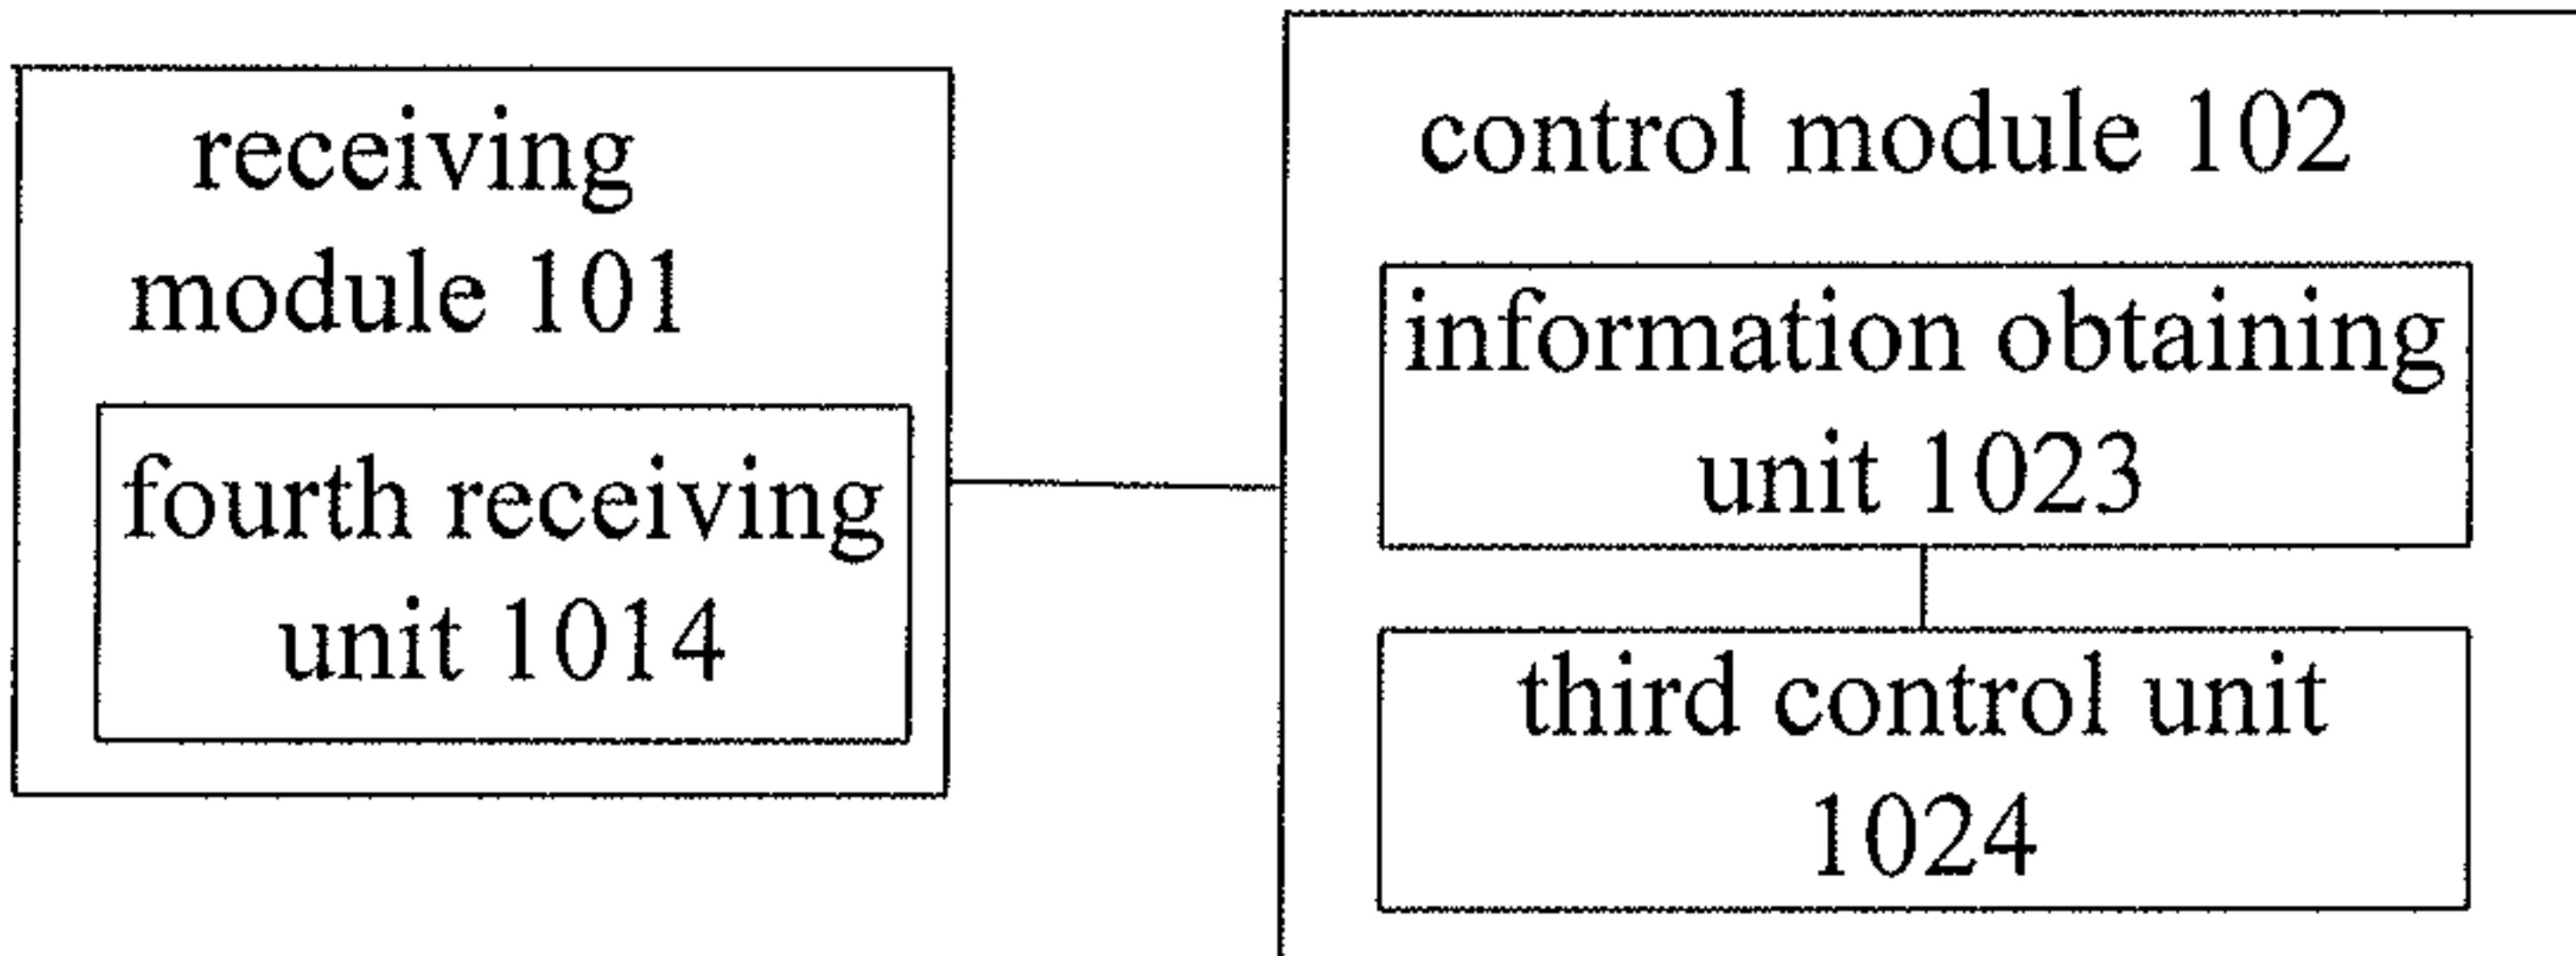 receiving
module 101
fourth receiving
unit 1014
control module 102
information obtaining
unit 1023
third control unit
1024